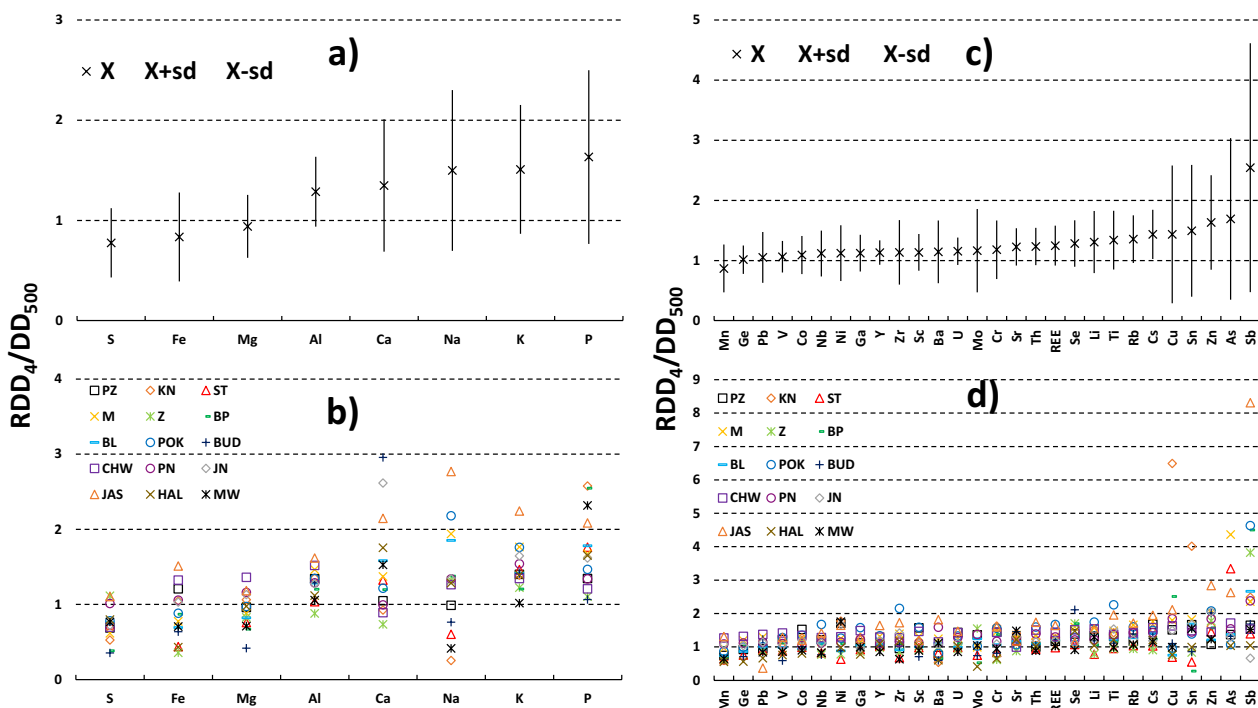 3
2
1
0
a)
X X+sd X-sd
S Fe Mg Al Ca Na K P
RDD4/DD500
4
3
2
1
0
b)
PZ KN ST
M Z BP
BL POK BUD
CHW PN JN
JAS HAL MW
S Fe Mg Al Ca Na K P
5
4
3
2
1
0
c)
X X+sd X-sd
Mn Ge Pb V Co Nb Ni Ga Y Zr Sc Ba U Mo Cr Sr Th REE Se Li Ti Rb Cs Cu Sn Zn As Sb
RDD4/DD500
9
8
7
6
5
4
3
2
1
0
d)
PZ KN ST
M Z BP
BL POK BUD
CHW PN JN
JAS HAL MW
Mn Ge Pb V Co Nb Ni Ga Y Zr Sc Ba U Mo Cr Sr Th REE Se Li Ti Rb Cs Cu Sn Zn As Sb